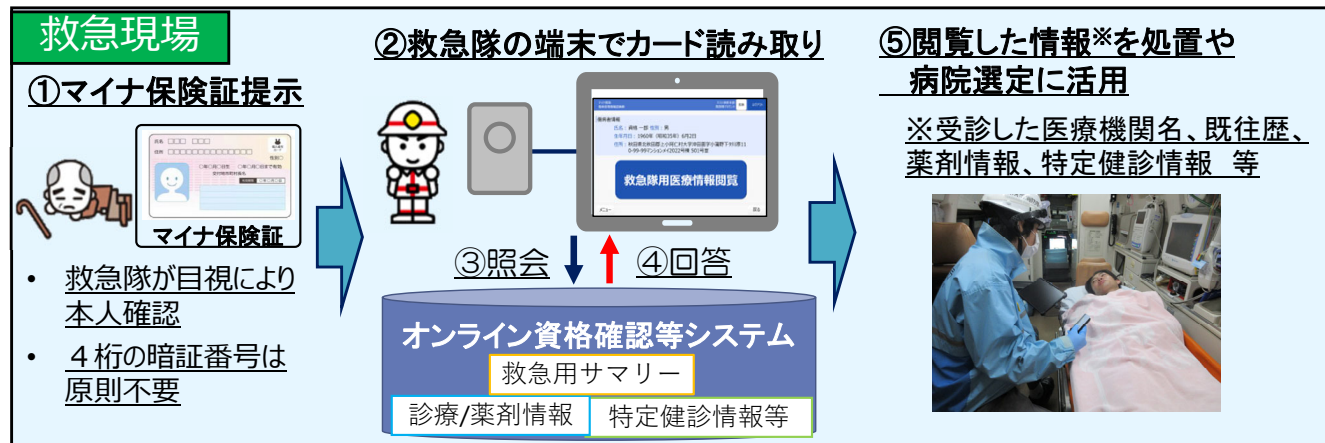 救急現場
①マイナ保険証提示
マイナ保険証
• 救急隊が目視により
本人確認
• ４桁の暗証番号は
原則不要
②救急隊の端末でカード読み取り
救急隊用医療情報閲覧
③照会
④回答
オンライン資格確認等システム
救急用サマリー
診療/薬剤情報
特定健診情報等
⑤閲覧した情報※を処置や
病院選定に活用
※受診した医療機関名、既往歴、
薬剤情報、特定健診情報 等